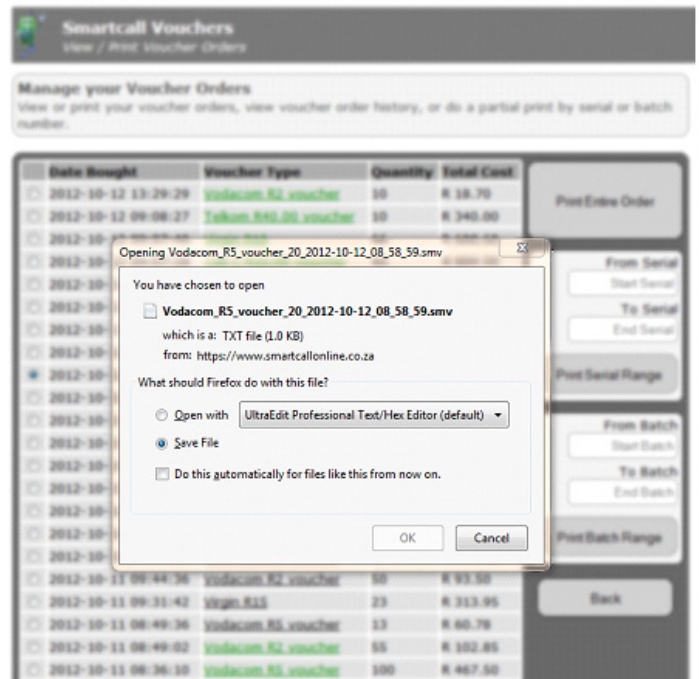 Smartcall Vouchers
View / Print Voucher Orders
Manage your Voucher Orders
View or print your voucher orders, view voucher order history, or do a partial print by serial or batch
number.
Date Bought Voucher Type Quantity Total Cost
2012-10-12 13:29:29 Vodacom R2 voucher 10 R 18.70
Print Entire Order
2012-10-12 09:08:27 Telkom R40.00 voucher 10 R 340.00
Opening Vodacom_R5_voucher_20_2012-10-12_08_58_59.smv
You have chosen to open
Vodacom_R5_voucher_20_2012-10-12_08_58_59.smv
which is a: TXT file (1.0 KB)
from: https://www.smartcallonline.co.za
What should Firefox do with this file?
Open with UltraEdit Professional Text/Hex Editor (default)
Save File
Do this automatically for files like this from now on.
OK Cancel
From Serial
Start Serial
To Serial
End Serial
Print Serial Range
From Batch
Start Batch
To Batch
End Batch
Print Batch Range
Back
2012-10-11 09:44:36 Vodacom R2 voucher 50 R 93.50
2012-10-11 09:31:42 Virgin R15 23 R 313.95
2012-10-11 08:49:36 Vodacom R5 voucher 13 R 60.78
2012-10-11 08:49:02 Vodacom R2 voucher 55 R 102.85
2012-10-11 08:36:10 Vodacom R5 voucher 100 R 467.50